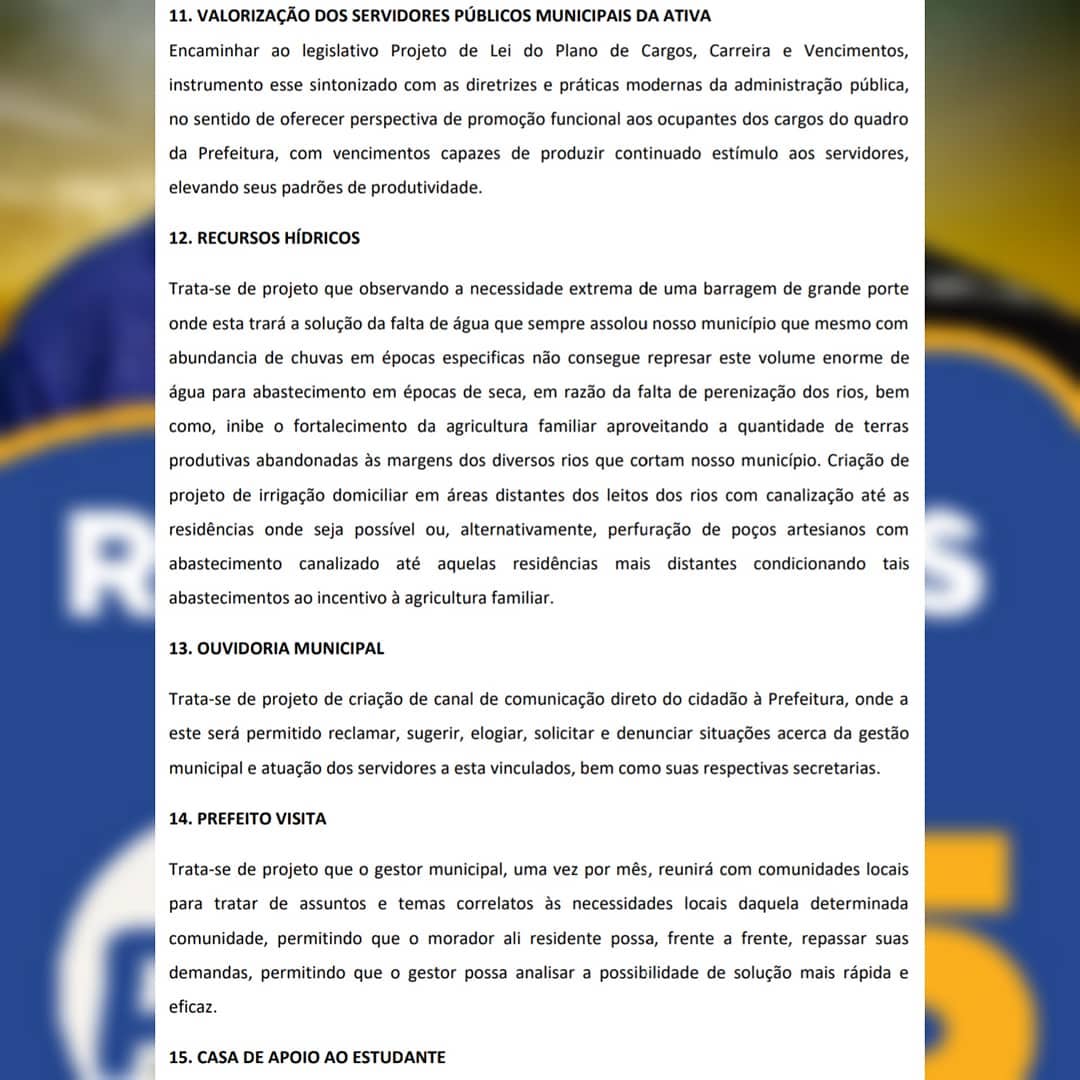 11. VALORIZAÇÃO DOS SERVIDORES PÚBLICOS MUNICIPAIS DA ATIVA
Encaminhar ao legislativo Projeto de Lei do Plano de Cargos, Carreira e Vencimentos,
instrumento esse sintonizado com as diretrizes e práticas modernas da administração pública,
no sentido de oferecer perspectiva de promoção funcional aos ocupantes dos cargos do quadro
da Prefeitura, com vencimentos capazes de produzir continuado estímulo aos servidores,
elevando seus padrões de produtividade.
12. RECURSOS HÍDRICOS
Trata-se de projeto que observando a necessidade extrema de uma barragem de grande porte
onde esta trará a solução da falta de água que sempre assolou nosso município que mesmo com
abundancia de chuvas em épocas especificas não consegue represar este volume enorme de
água para abastecimento em épocas de seca, em razão da falta de perenização dos rios, bem
como, inibe o fortalecimento da agricultura familiar aproveitando a quantidade de terras
produtivas abandonadas às margens dos diversos rios que cortam nosso município. Criação de
projeto de irrigação domiciliar em áreas distantes dos leitos dos rios com canalização até as
residências onde seja possível ou, alternativamente, perfuração de poços artesianos com
abastecimento canalizado até aquelas residências mais distantes condicionando tais
abastecimentos ao incentivo à agricultura familiar.
13. OUVIDORIA MUNICIPAL
Trata-se de projeto de criação de canal de comunicação direto do cidadão à Prefeitura, onde a
este será permitido reclamar, sugerir, elogiar, solicitar e denunciar situações acerca da gestão
municipal e atuação dos servidores a esta vinculados, bem como suas respectivas secretarias.
14. PREFEITO VISITA
Trata-se de projeto que o gestor municipal, uma vez por mês, reunirá com comunidades locais
para tratar de assuntos e temas correlatos às necessidades locais daquela determinada
comunidade, permitindo que o morador ali residente possa, frente a frente, repassar suas
demandas, permitindo que o gestor possa analisar a possibilidade de solução mais rápida e
eficaz.
15. CASA DE APOIO AO ESTUDANTE